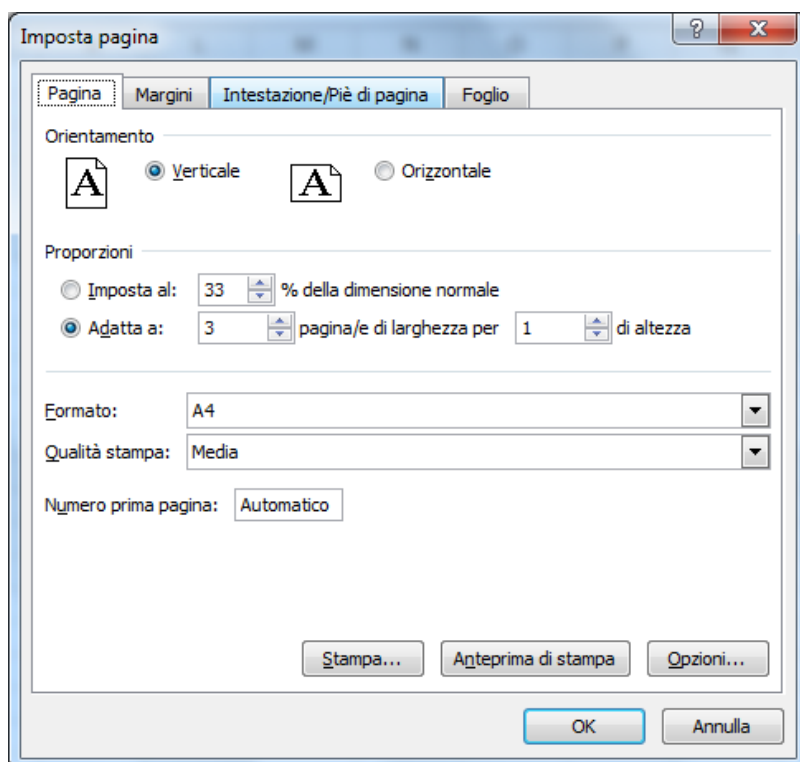 Imposta pagina
Pagina Margini Intestazione/Piè di pagina Foglio
Orientamento
A Verticale A Orizzontale
Proporzioni
Imposta al: 33 % della dimensione normale
Adatta a: 3 pagina/e di larghezza per 1 di altezza
Formato: A4
Qualità stampa: Media
Numero prima pagina: Automatico
Stampa... Anteprima di stampa Opzioni...
OK Annulla